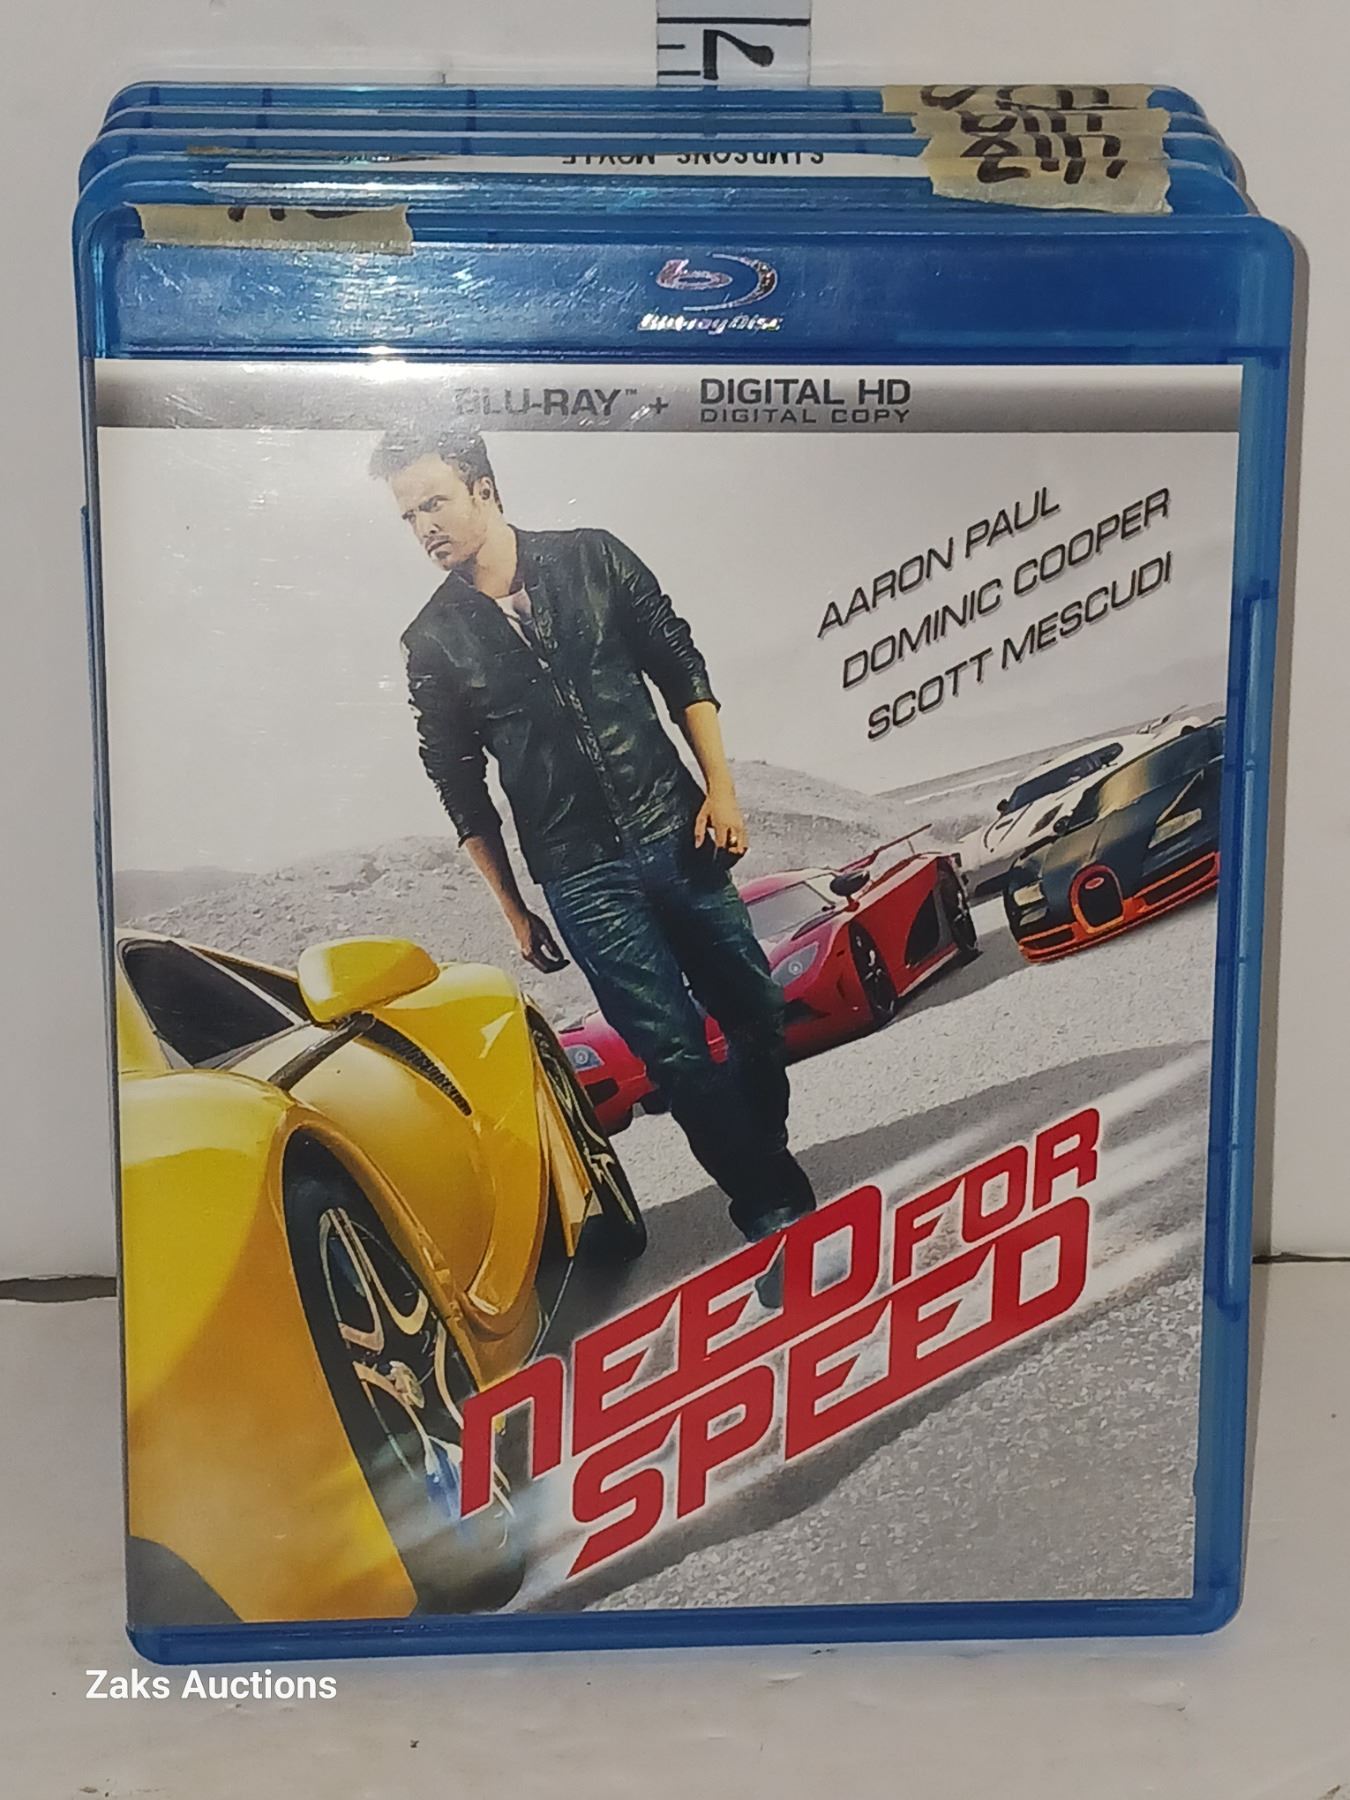 SIMPSONS MOVIE
Blu-ray Disc
BLU-RAY™ + DIGITAL HD
DIGITAL COPY
AARON PAUL
DOMINIC COOPER
SCOTT MESCUDI
NEED FOR
SPEED
Zaks Auctions